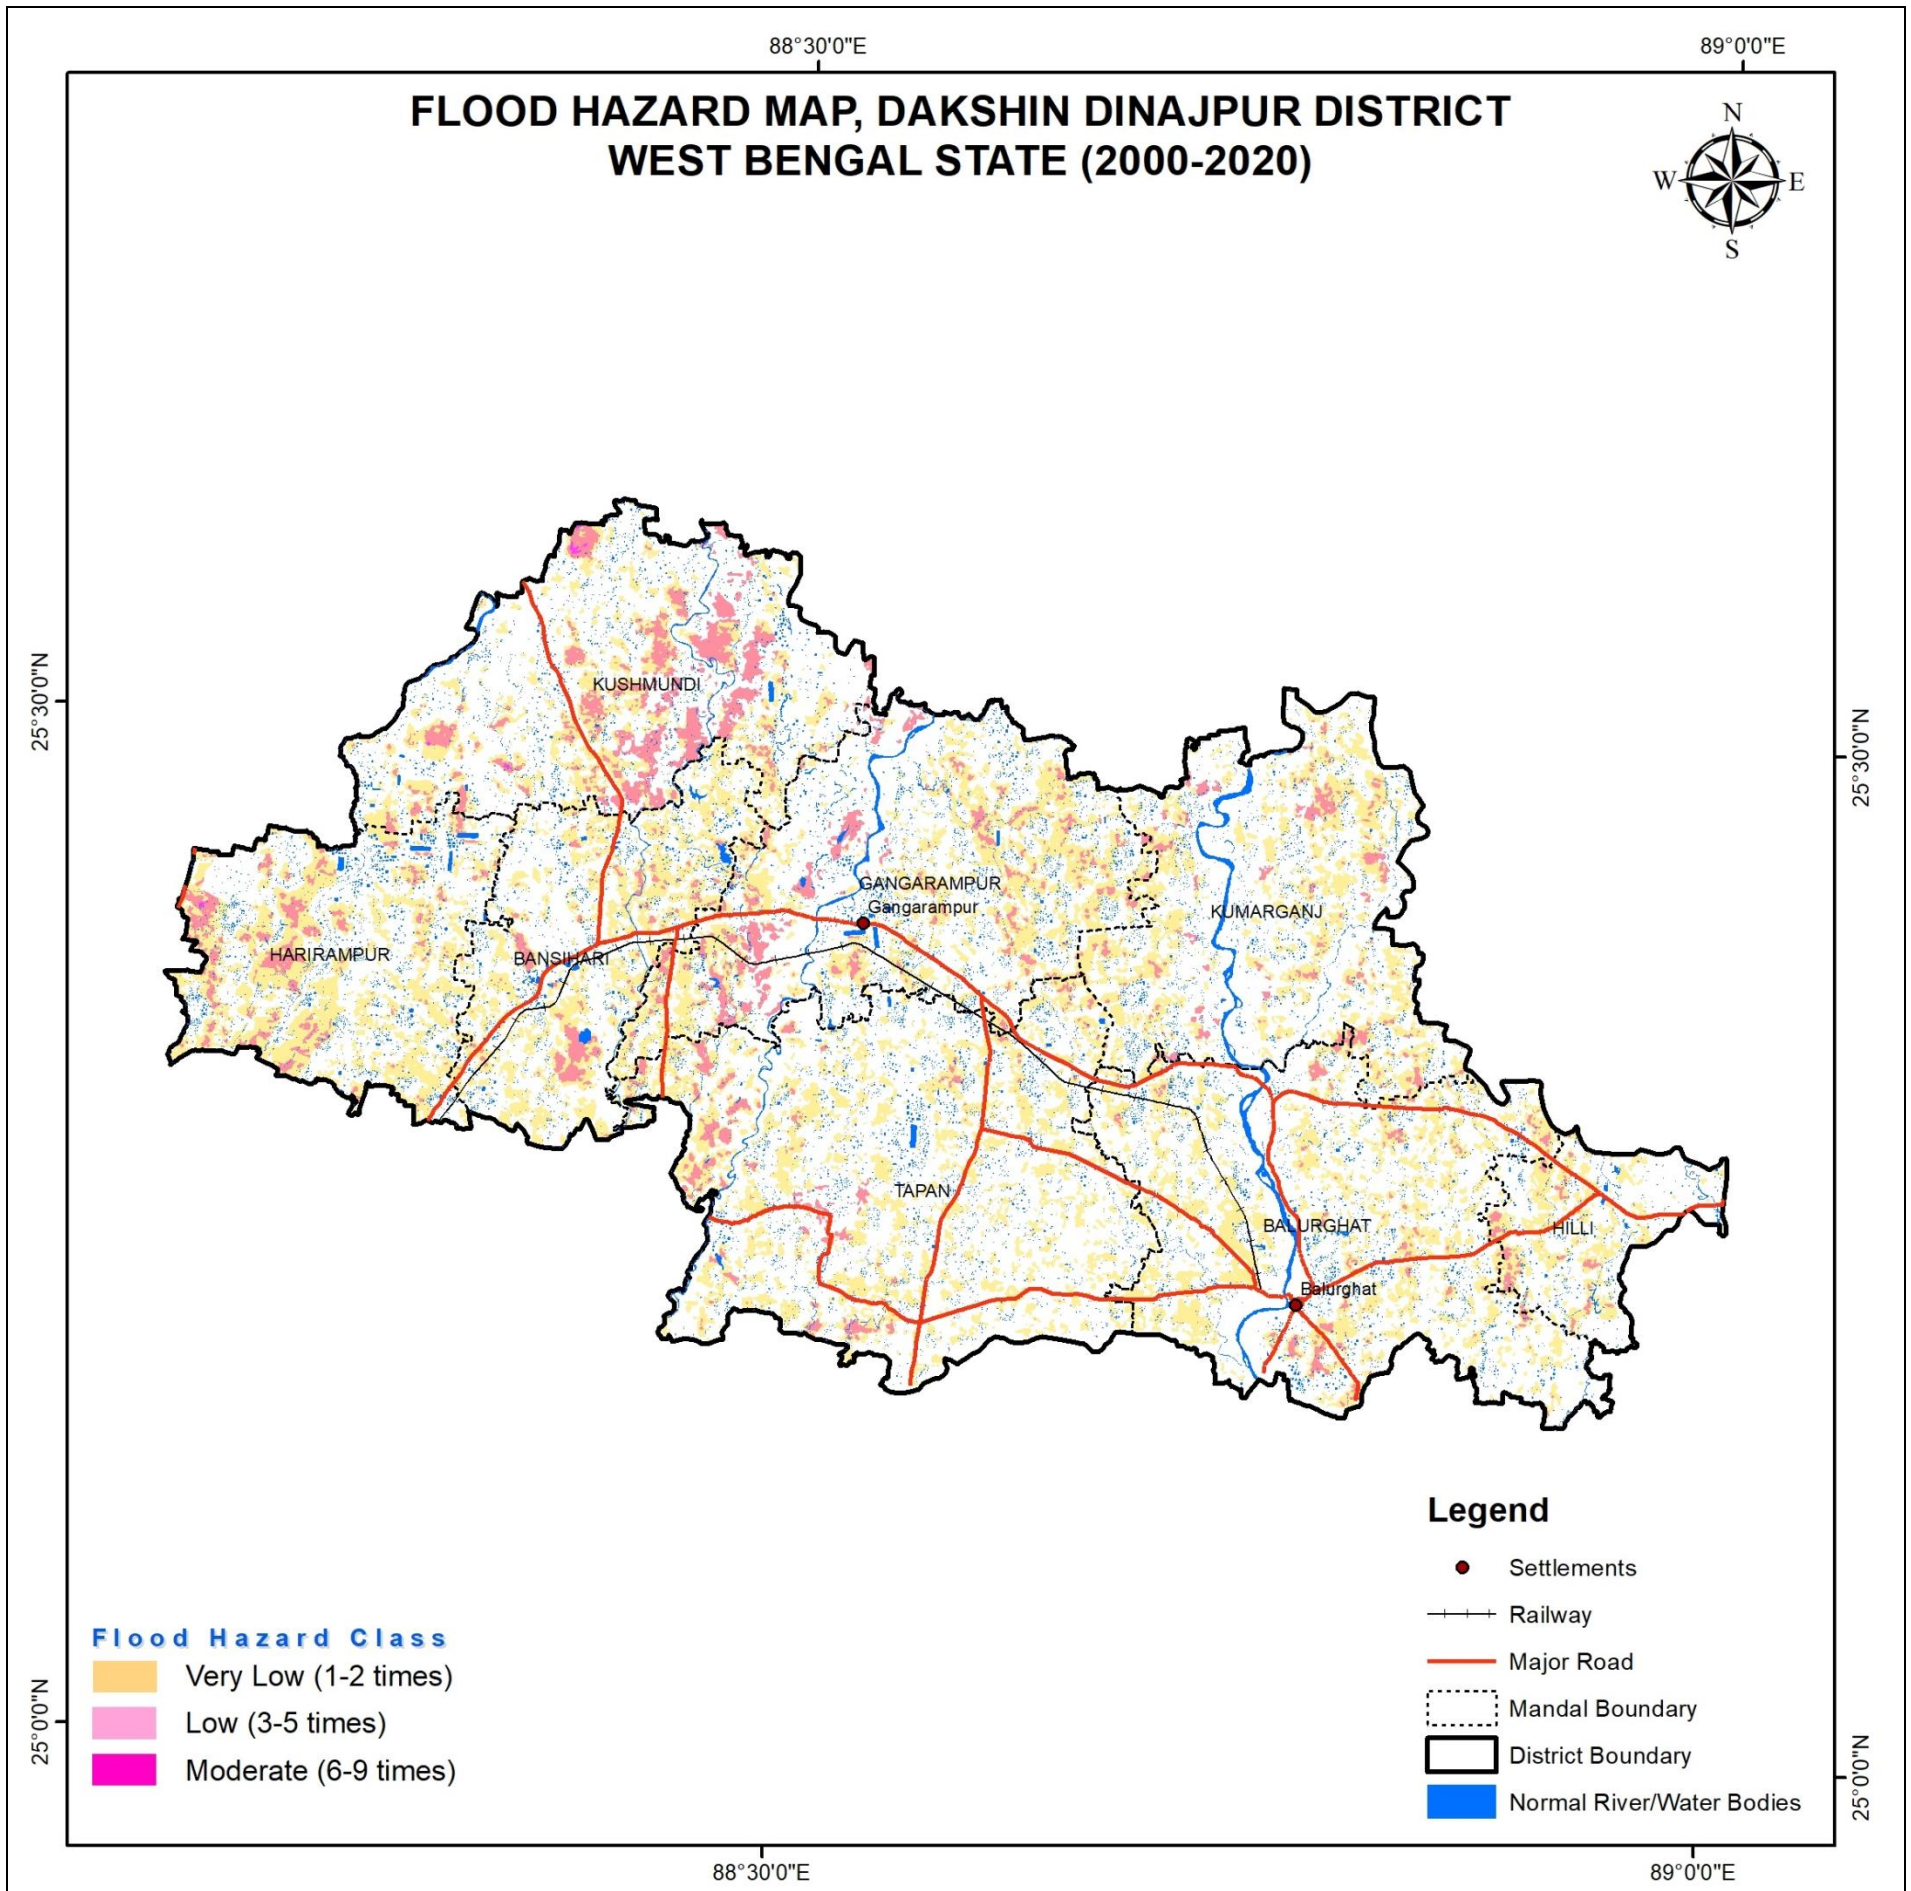 88°30'0"E
89°0'0"E
FLOOD HAZARD MAP, DAKSHIN DINAJPUR DISTRICT
WEST BENGAL STATE (2000-2020)
N
W
E
S
25°30'0"N
25°30'0"N
KUSHMUNDI
GANGARAMPUR
Gangarampur
KUMARGANJ
HARIRAMPUR
BANSIHARI
TAPAN
BALURGHAT
HILLI
Balurghat
Legend
Settlements
Railway
Major Road
Mandal Boundary
District Boundary
Normal River/Water Bodies
Flood Hazard Class
Very Low (1-2 times)
Low (3-5 times)
Moderate (6-9 times)
25°0'0"N
25°0'0"N
88°30'0"E
89°0'0"E